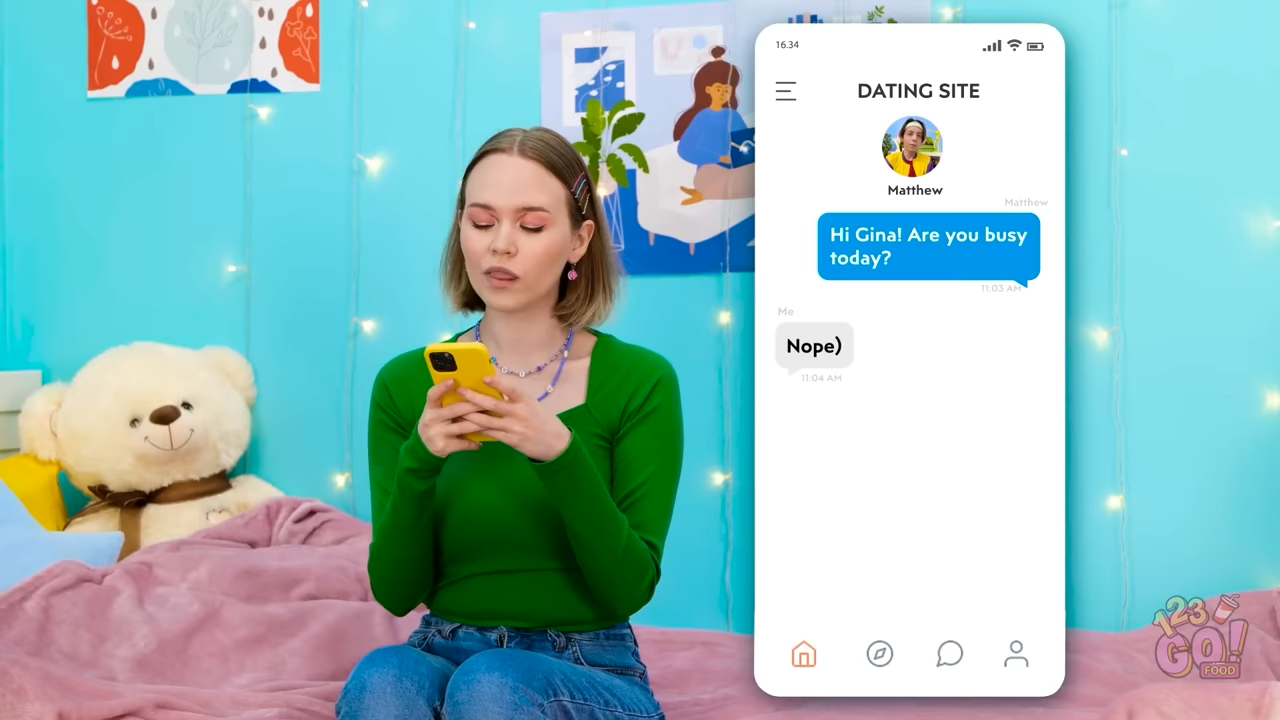 16.34
DATING SITE
Matthew
Matthew
Hi Gina! Are you busy
today?
11:03 AM
Me
Nope)
11:04 AM
123
GO!
FOOD